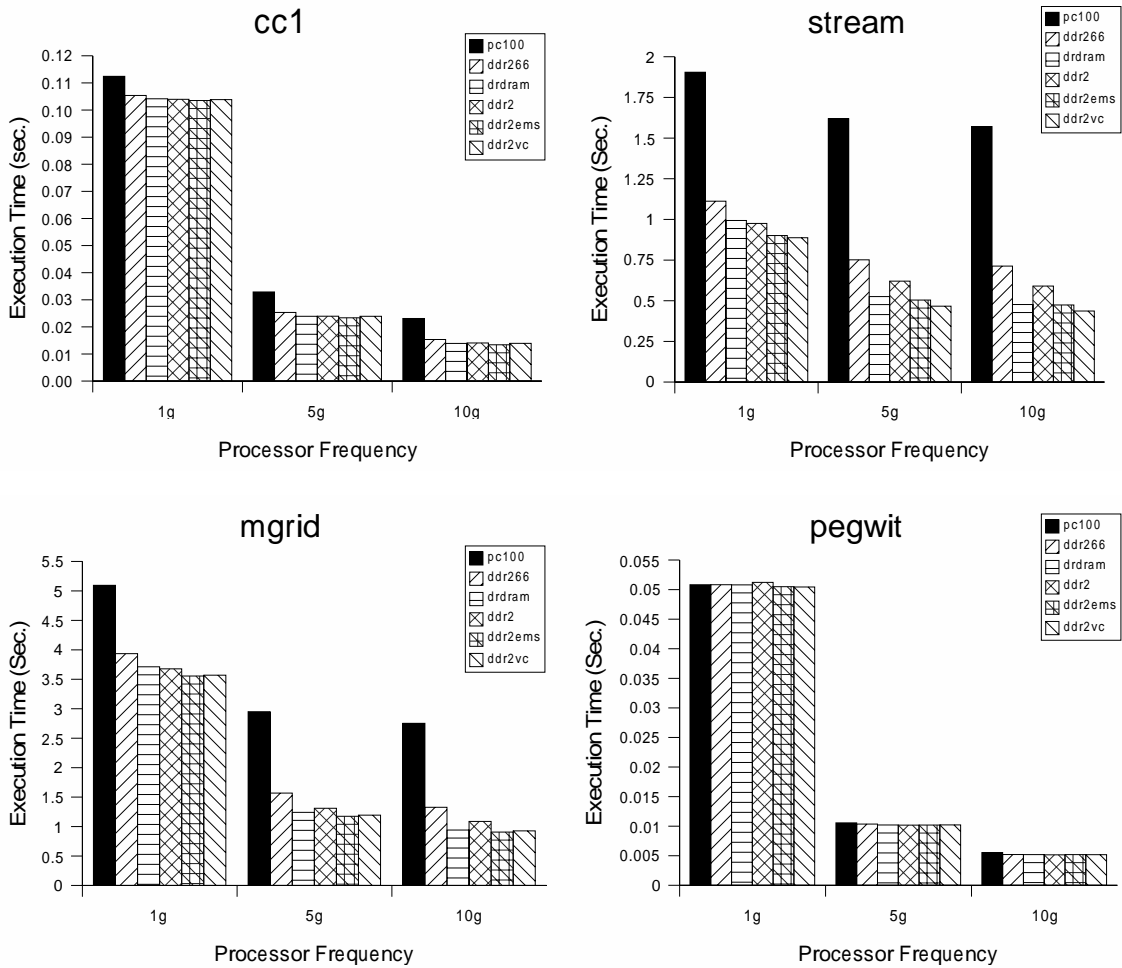 cc1
pc100
ddr266
drdram
ddr2
ddr2ems
ddr2vc
Execution Time (sec.)
0.12
0.11
0.10
0.09
0.08
0.07
0.06
0.05
0.04
0.03
0.02
0.01
0.00
1g
5g
10g
Processor Frequency
stream
pc100
ddr266
drdram
ddr2
ddr2ems
ddr2vc
Execution Time (Sec.)
2
1.75
1.5
1.25
1
0.75
0.5
0.25
0
1g
5g
10g
Processor Frequency
mgrid
pc100
ddr266
drdram
ddr2
ddr2ems
ddr2vc
Execution Time (Sec.)
5.5
5
4.5
4
3.5
3
2.5
2
1.5
1
0.5
0
1g
5g
10g
Processor Frequency
pegwit
pc100
ddr266
drdram
ddr2
ddr2ems
ddr2vc
Execution Time (Sec.)
0.055
0.05
0.045
0.04
0.035
0.03
0.025
0.02
0.015
0.01
0.005
0
1g
5g
10g
Processor Frequency